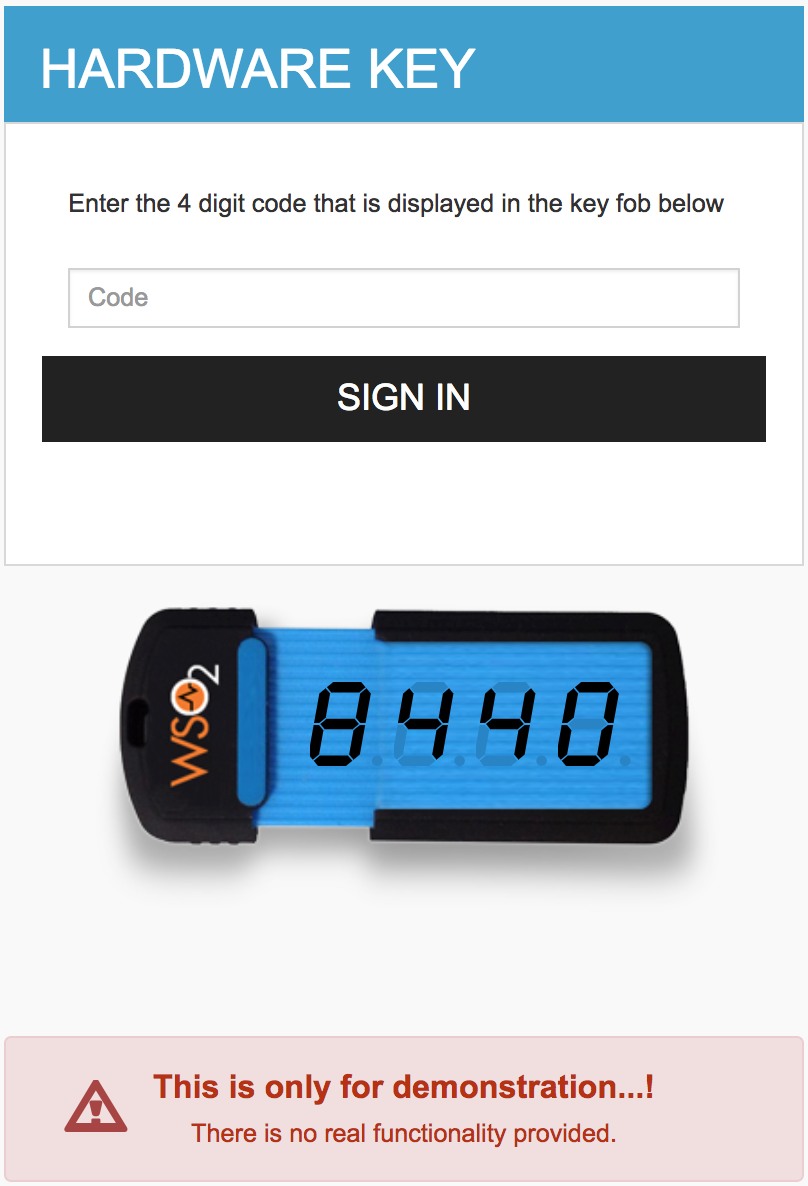 HARDWARE KEY
Enter the 4 digit code that is displayed in the key fob below
Code
SIGN IN
WSO2
8440
This is only for demonstration...!
There is no real functionality provided.